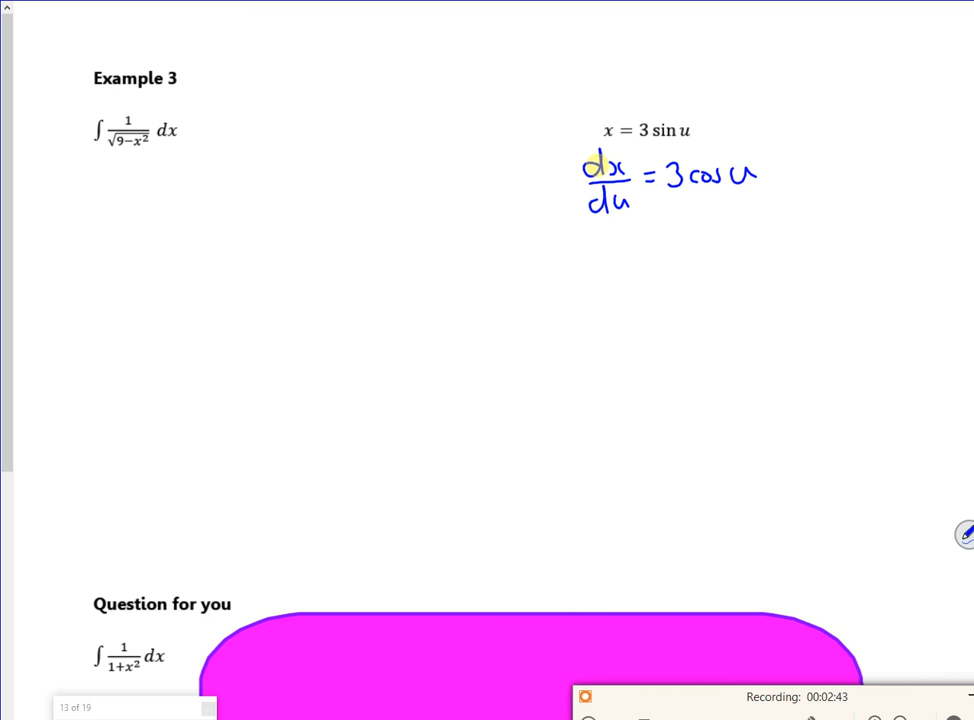 Example 3
∫ 1/√(9−x²) dx
x = 3 sin u
dx/du = 3 cos u
Question for you
∫ 1/(1+x²) dx
13 of 19
Recording: 00:02:43